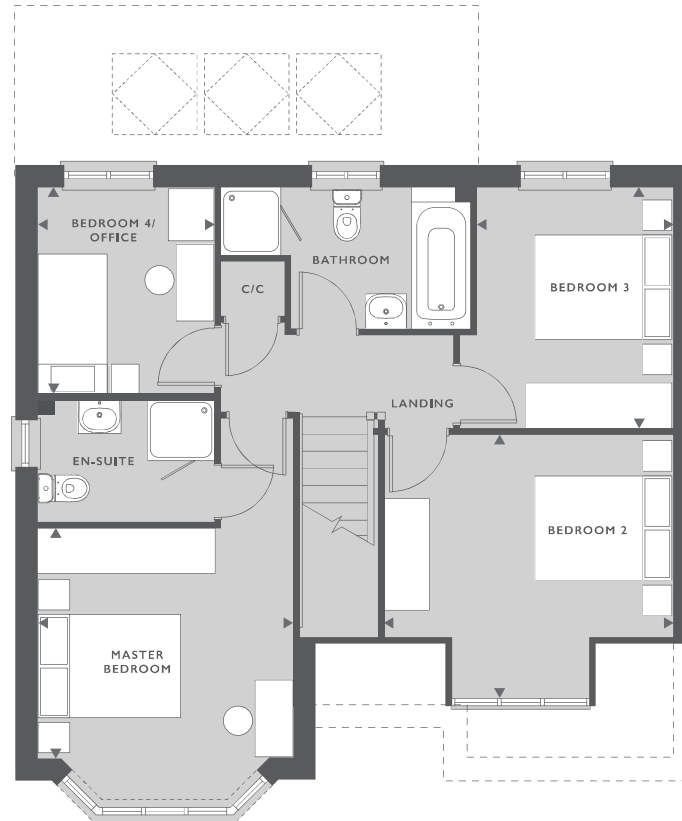 BEDROOM 4/
OFFICE
BATHROOM
C/C
BEDROOM 3
LANDING
EN-SUITE
BEDROOM 2
MASTER
BEDROOM